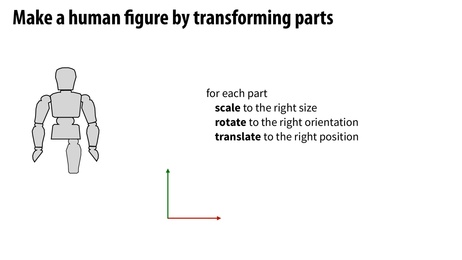 Make a human figure by transforming parts
for each part
scale to the right size
rotate to the right orientation
translate to the right position